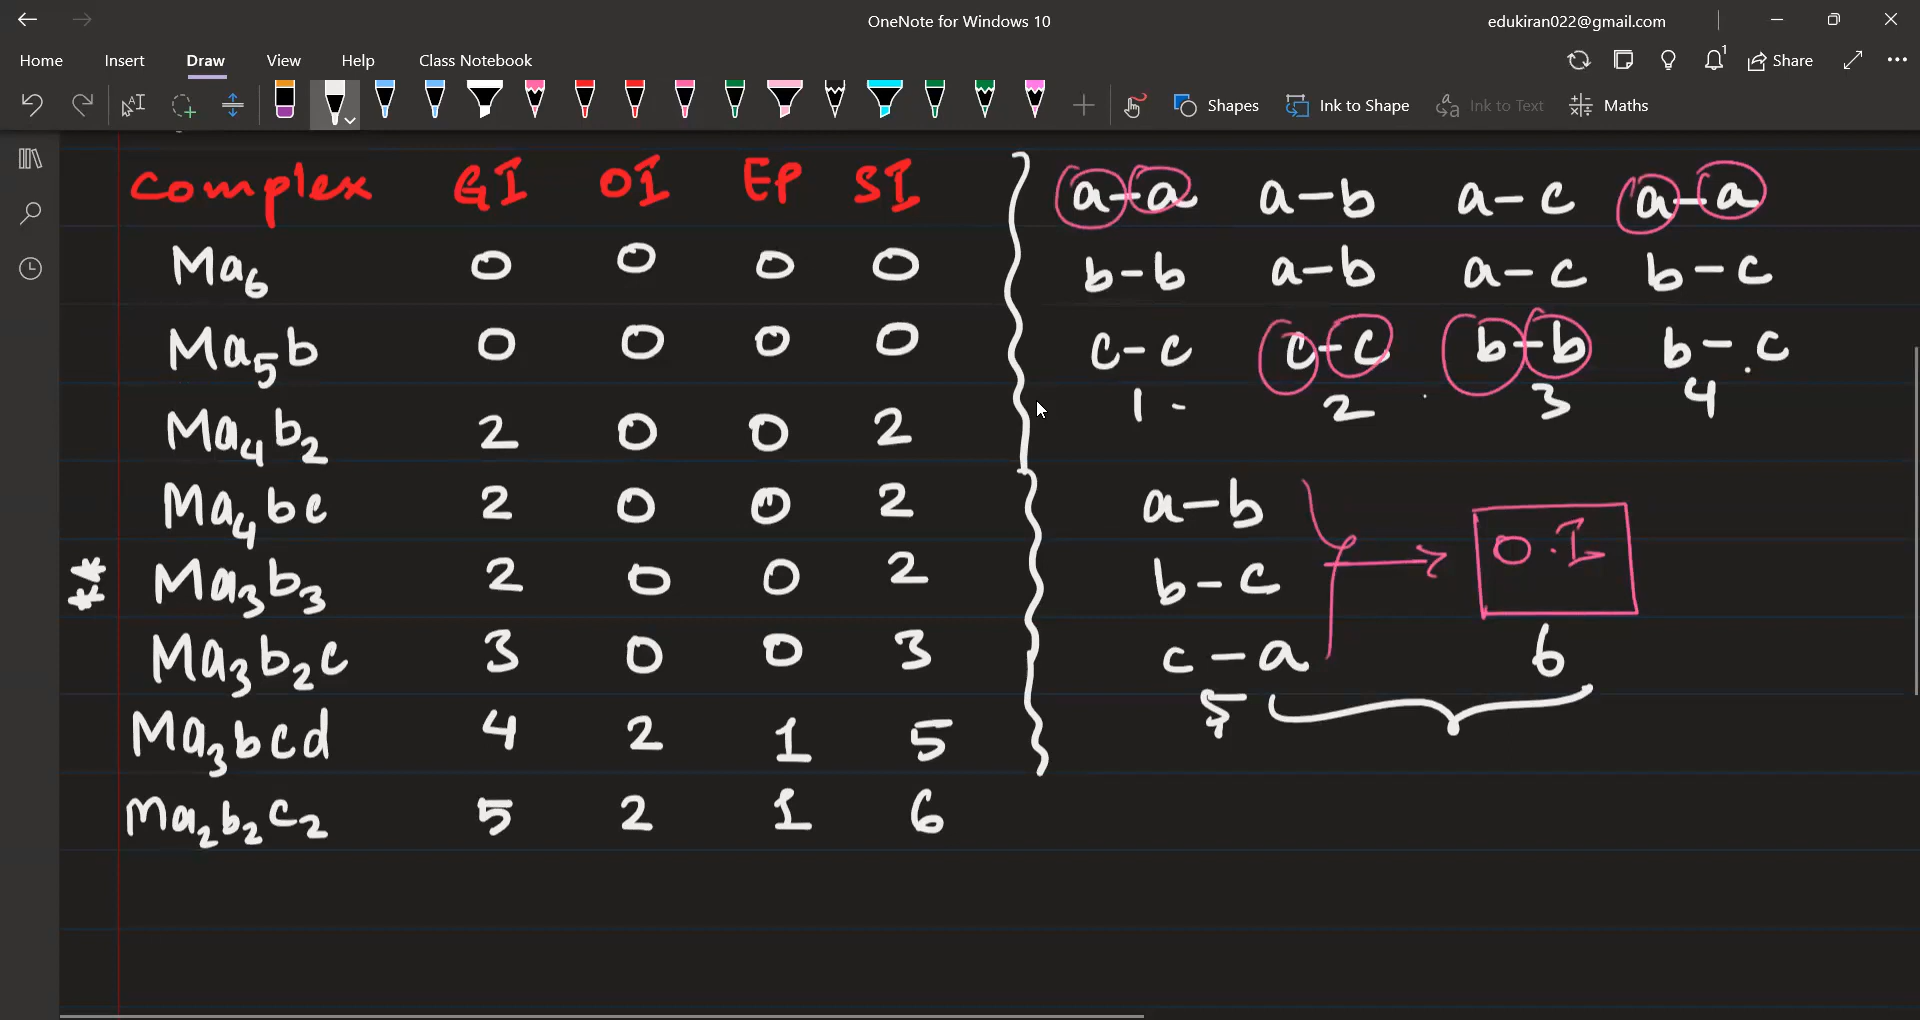 OneNote for Windows 10
edukiran022@gmail.com
Home Insert Draw View Help Class Notebook
Share
Shapes Ink to Shape Ink to Text Maths
Complex GI OI EP SI
Ma₆ 0 0 0 0
Ma₅b 0 0 0 0
Ma₄b₂ 2 0 0 2
Ma₄bc 2 0 0 2
** Ma₃b₃ 2 0 0 2
Ma₃b₂c 3 0 0 3
Ma₃bcd 4 2 1 5
Ma₂b₂c₂ 5 2 1 6
a-a a-b a-c a-a
b-b a-b a-c b-c
c-c c-c b-b b-c
1 - 2 3 4
a-b
b-c → O.I
c-a 6
5